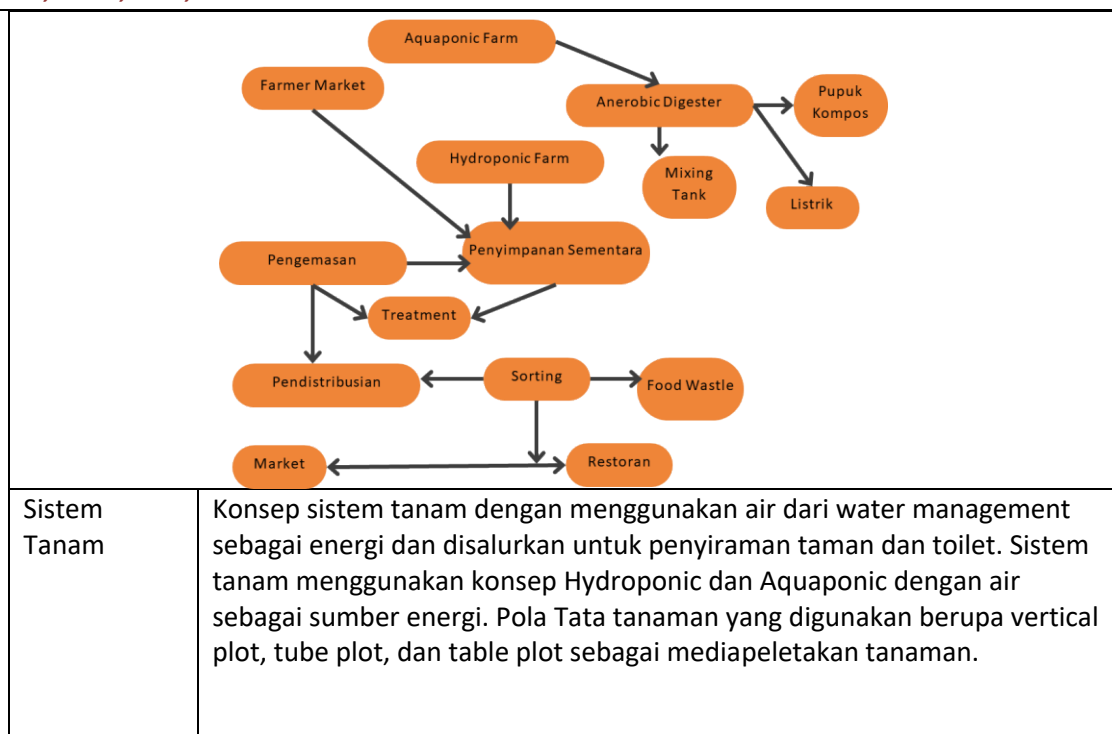 Aquaponic Farm
Farmer Market
Anerobic Digester
Pupuk
Kompos
Hydroponic Farm
Mixing
Tank
Listrik
Penyimpanan Sementara
Pengemasan
Treatment
Pendistribusian
Sorting
Food Wastle
Market
Restoran
Sistem
Tanam
Konsep sistem tanam dengan menggunakan air dari water management
sebagai energi dan disalurkan untuk penyiraman taman dan toilet. Sistem
tanam menggunakan konsep Hydroponic dan Aquaponic dengan air
sebagai sumber energi. Pola Tata tanaman yang digunakan berupa vertical
plot, tube plot, dan table plot sebagai mediapeletakan tanaman.